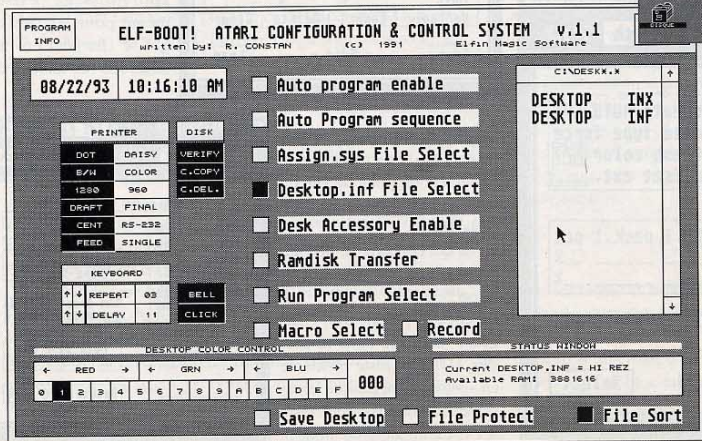 PROGRAM INFO
ELF-BOOT! ATARI CONFIGURATION & CONTROL SYSTEM v.1.1
written by: R. CONSTAN (c) 1991 Elfin Magic Software
DISQUE
08/22/93 10:16:10 AM
PRINTER
DOT DAISY
B/W COLOR
1280 960
DRAFT FINAL
CENT RS-232
FEED SINGLE
DISK
VERIFY
C.COPY
C.DEL.
KEYBOARD
↑ ↓ REPEAT 03
↑ ↓ DELAY 11
BELL
CLICK
Auto program enable
Auto Program sequence
Assign.sys File Select
Desktop.inf File Select
Desk Accessory Enable
Ramdisk Transfer
Run Program Select
Macro Select Record
C:\DESK*.*
DESKTOP INX
DESKTOP INF
DESKTOP COLOR CONTROL
← RED → ← GRN → ← BLU →
0 1 2 3 4 5 6 7 8 9 A B C D E F
000
STATUS WINDOW
Current DESKTOP.INF = HI REZ
Available RAM: 3881616
Save Desktop File Protect File Sort